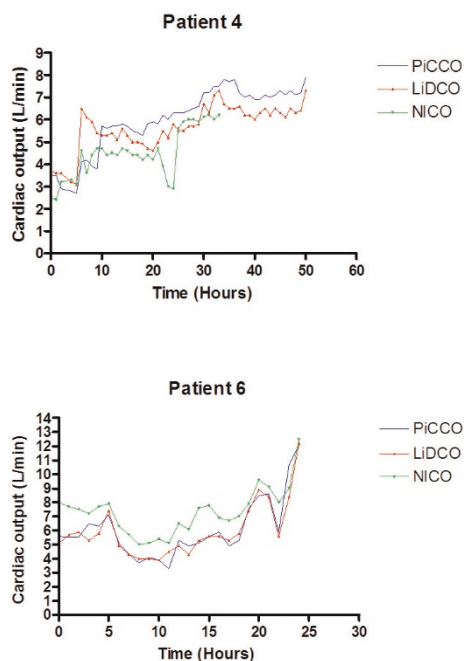 Patient 4
Cardiac output (L/min)
9
8
7
6
5
4
3
2
1
0
0 10 20 30 40 50 60
Time (Hours)
PiCCO
LiDCO
NICO
Patient 6
Cardiac output (L/min)
14
13
12
11
10
9
8
7
6
5
4
3
2
1
0
0 5 10 15 20 25 30
Time (Hours)
PiCCO
LiDCO
NICO